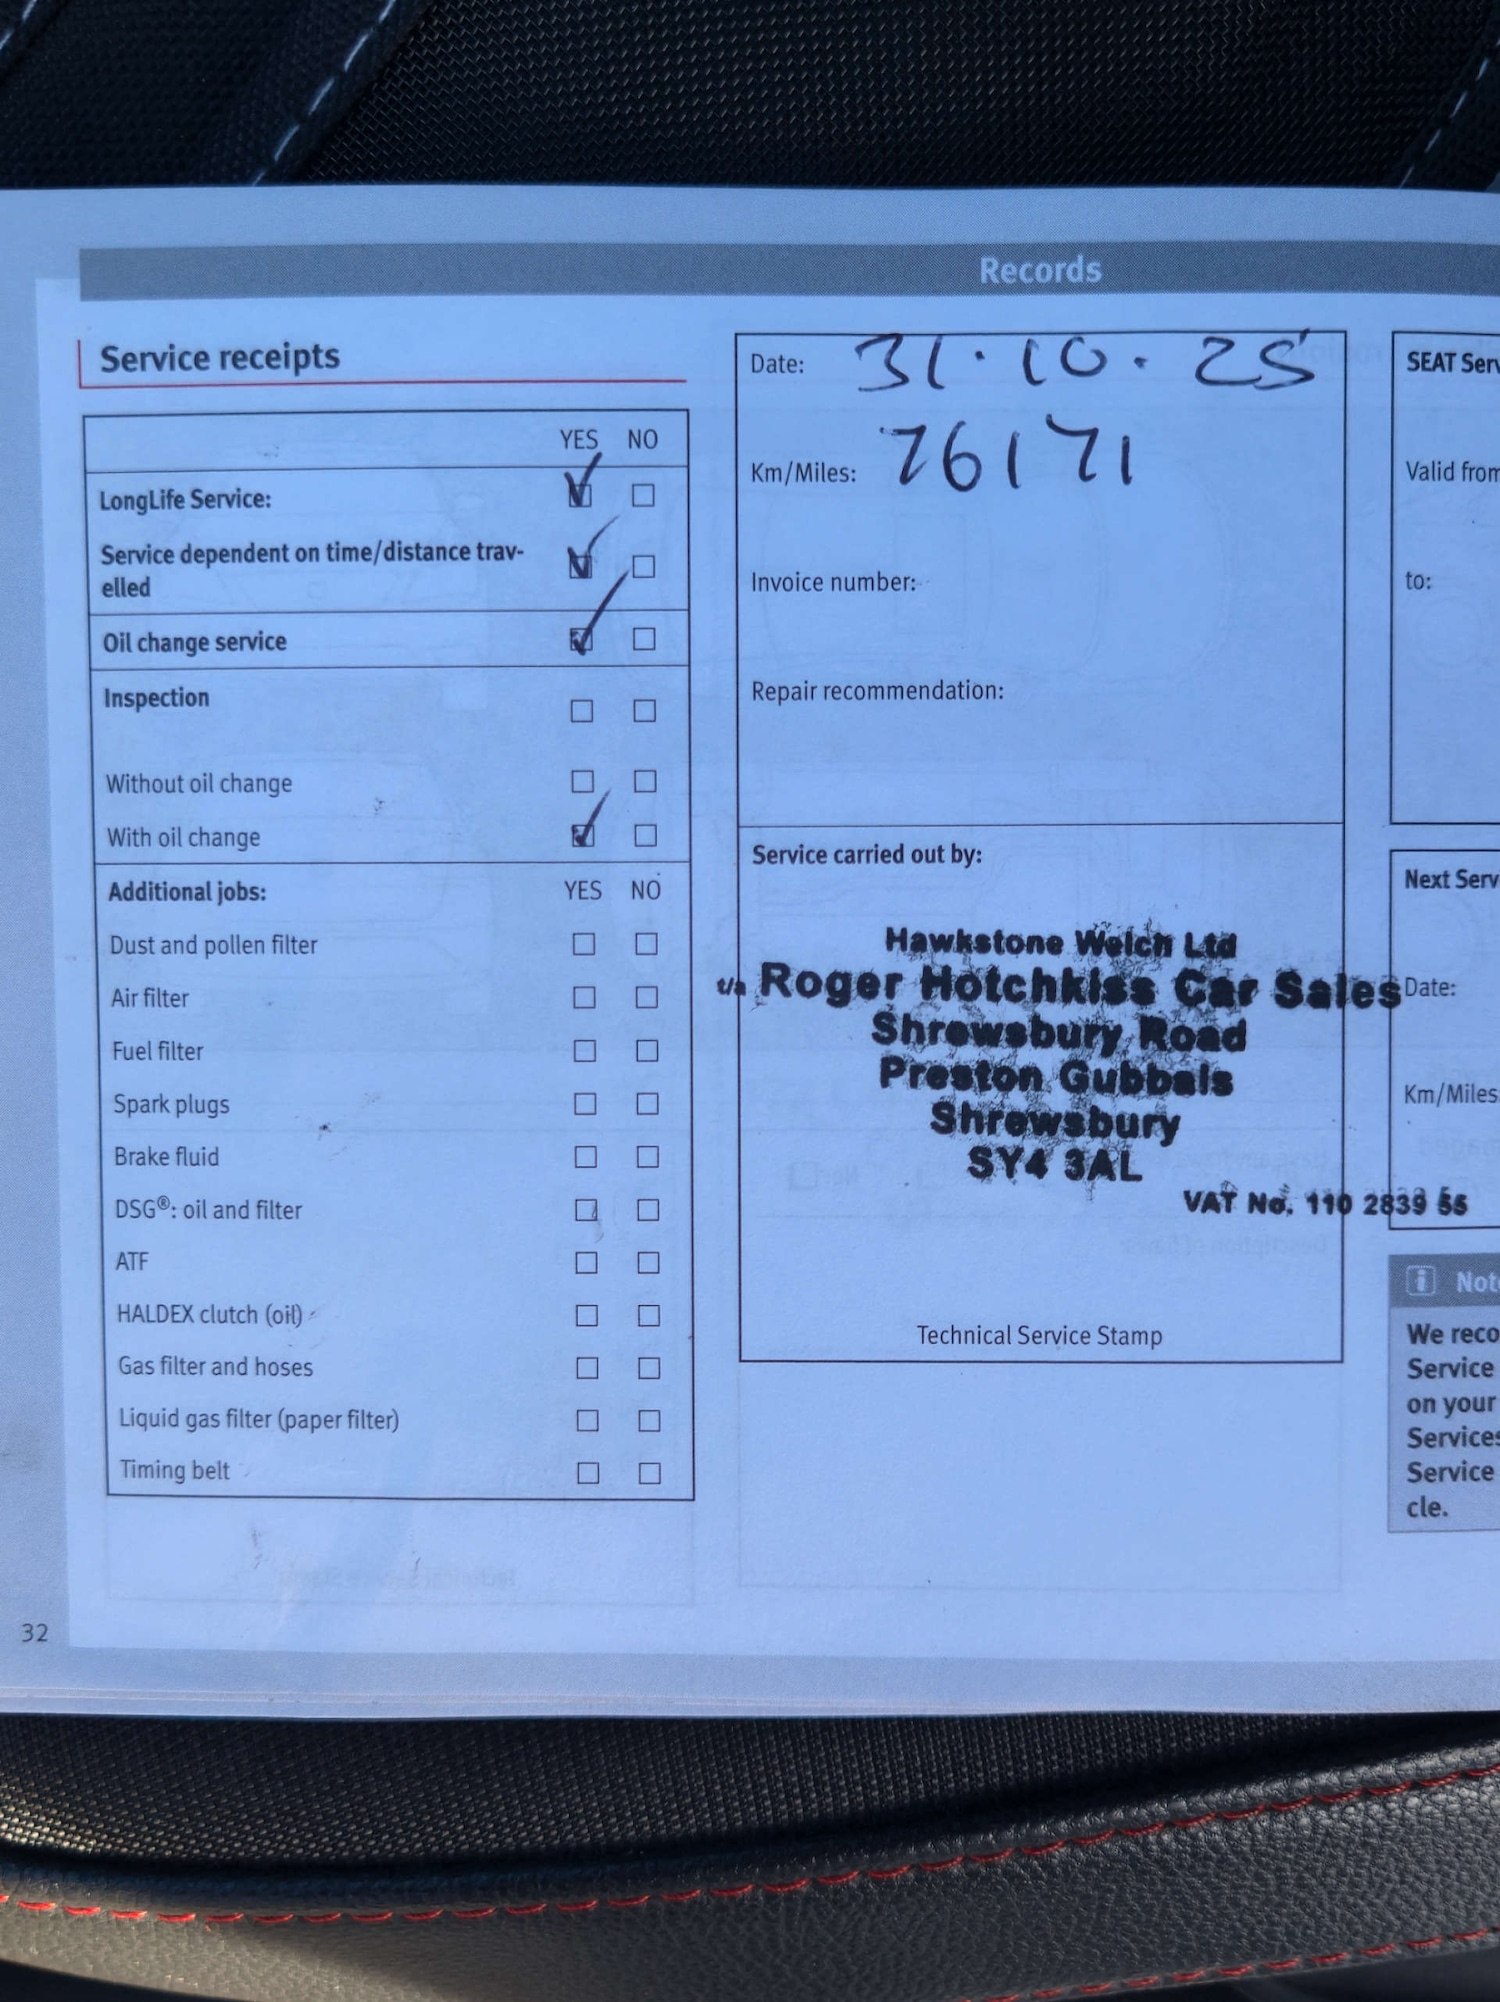 Records
Service receipts
YES NO
LongLife Service:
Service dependent on time/distance trav-
elled
Oil change service
Inspection
Without oil change
With oil change
Additional jobs: YES NO
Dust and pollen filter
Air filter
Fuel filter
Spark plugs
Brake fluid
DSG®: oil and filter
ATF
HALDEX clutch (oil)
Gas filter and hoses
Liquid gas filter (paper filter)
Timing belt
32
Date: 31.10.25
Km/Miles: 76171
Invoice number:
Repair recommendation:
Service carried out by:
Hawkstone Welch Ltd
t/a Roger Hotchkiss Car Sales
Shrewsbury Road
Preston Gubbals
Shrewsbury
SY4 3AL
VAT No. 110 2839 55
Technical Service Stamp
SEAT Serv
Valid from
to:
Next Serv
Date:
Km/Miles
Note
We reco
Service
on your
Services
Service
cle.